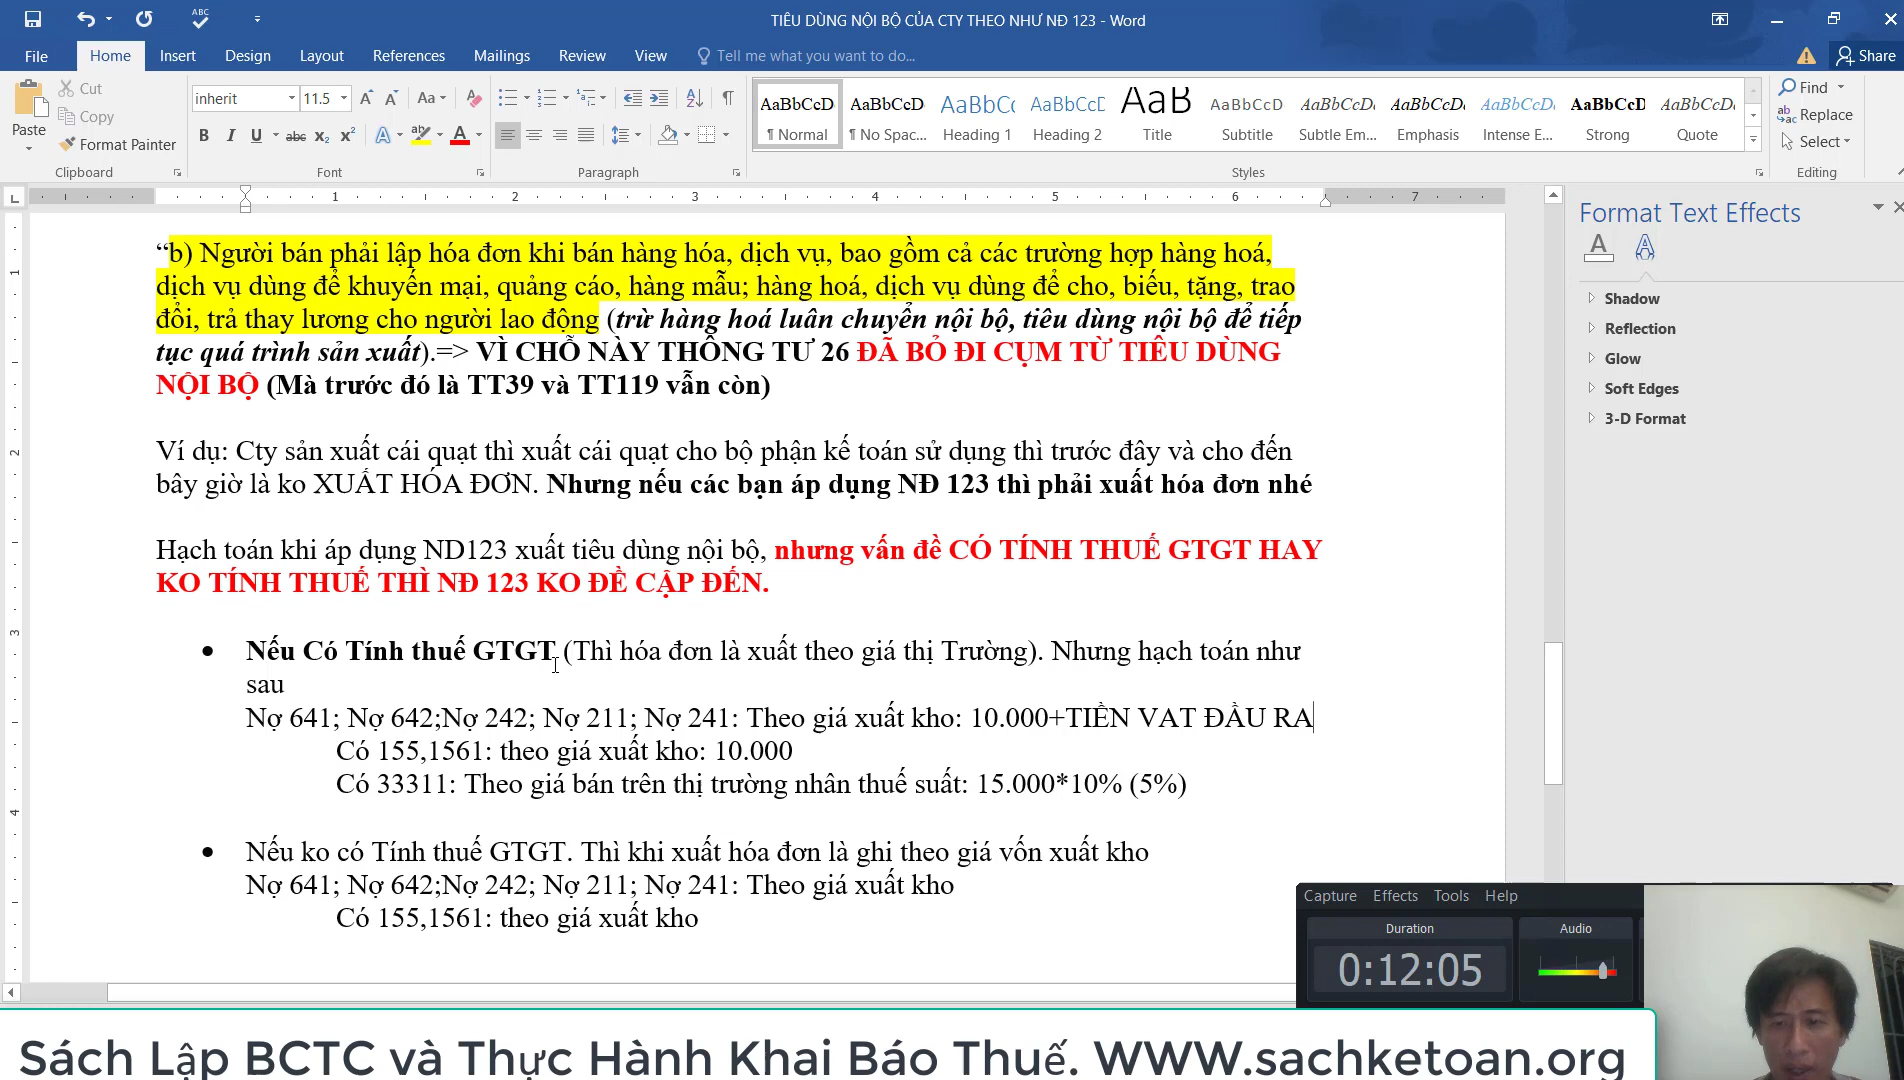 TIÊU DÙNG NỘI BỘ CỦA CTY THEO NHƯ NĐ 123 - Word
File Home Insert Design Layout References Mailings Review View Tell me what you want to do... Share
Paste Cut Copy Format Painter
inherit 11.5
AaBbCcD AaBbCcD AaBbCc AaBbCcD AaB AaBbCcD AaBbCcDc AaBbCcDc AaBbCcDc AaBbCcD AaBbCcDc
¶ Normal ¶ No Spac... Heading 1 Heading 2 Title Subtitle Subtle Em... Emphasis Intense E... Strong Quote
Find Replace Select
Clipboard Font Paragraph Styles Editing
1 2 3 4 5 6 7
“b) Người bán phải lập hóa đơn khi bán hàng hóa, dịch vụ, bao gồm cả các trường hợp hàng hoá,
dịch vụ dùng để khuyến mại, quảng cáo, hàng mẫu; hàng hoá, dịch vụ dùng để cho, biếu, tặng, trao
đổi, trả thay lương cho người lao động (trừ hàng hoá luân chuyển nội bộ, tiêu dùng nội bộ để tiếp
tục quá trình sản xuất).=> VÌ CHỖ NÀY THÔNG TƯ 26 ĐÃ BỎ ĐI CỤM TỪ TIÊU DÙNG
NỘI BỘ (Mà trước đó là TT39 và TT119 vẫn còn)
Ví dụ: Cty sản xuất cái quạt thì xuất cái quạt cho bộ phận kế toán sử dụng thì trước đây và cho đến
bây giờ là ko XUẤT HÓA ĐƠN. Nhưng nếu các bạn áp dụng NĐ 123 thì phải xuất hóa đơn nhé
Hạch toán khi áp dụng ND123 xuất tiêu dùng nội bộ, nhưng vấn đề CÓ TÍNH THUẾ GTGT HAY
KO TÍNH THUẾ THÌ NĐ 123 KO ĐỀ CẬP ĐẾN.
• Nếu Có Tính thuế GTGT (Thì hóa đơn là xuất theo giá thị Trường). Nhưng hạch toán như
sau
Nợ 641; Nợ 642;Nợ 242; Nợ 211; Nợ 241: Theo giá xuất kho: 10.000+TIỀN VAT ĐẦU RA
Có 155,1561: theo giá xuất kho: 10.000
Có 33311: Theo giá bán trên thị trường nhân thuế suất: 15.000*10% (5%)
• Nếu ko có Tính thuế GTGT. Thì khi xuất hóa đơn là ghi theo giá vốn xuất kho
Nợ 641; Nợ 642;Nợ 242; Nợ 211; Nợ 241: Theo giá xuất kho
Có 155,1561: theo giá xuất kho
1
2
3
4
Format Text Effects
Shadow
Reflection
Glow
Soft Edges
3-D Format
Capture Effects Tools Help
Duration Audio
0:12:05
Sách Lập BCTC và Thực Hành Khai Báo Thuế. WWW.sachketoan.org